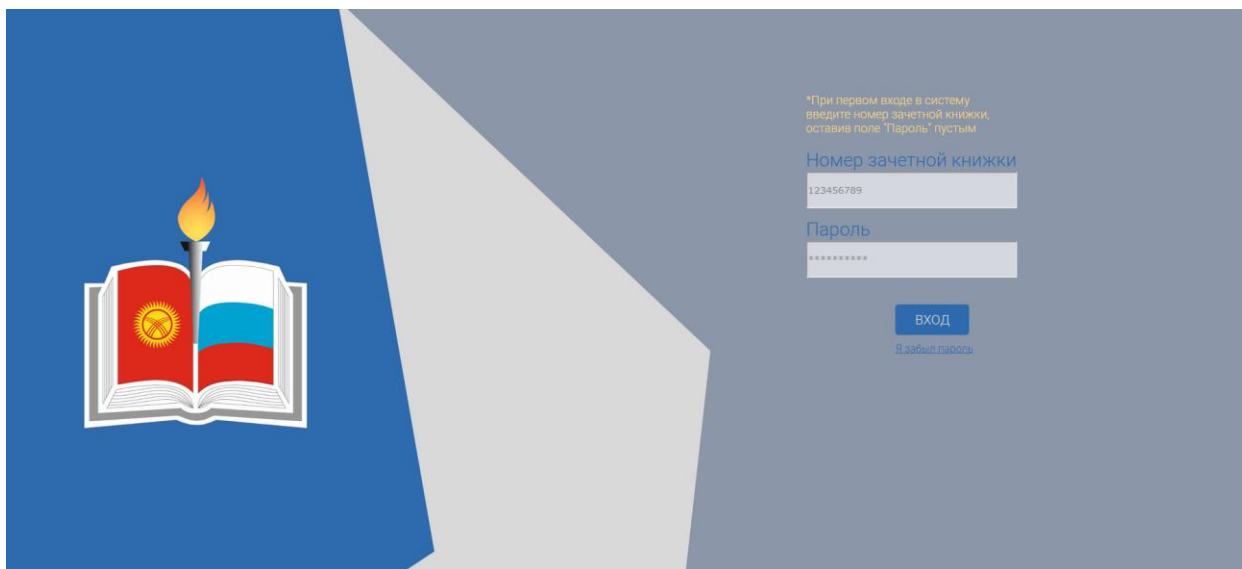 *При первом входе в систему
введите номер зачетной книжки,
оставив поле "Пароль" пустым
Номер зачетной книжки
123456789
Пароль
**********
ВХОД
Я забыл пароль